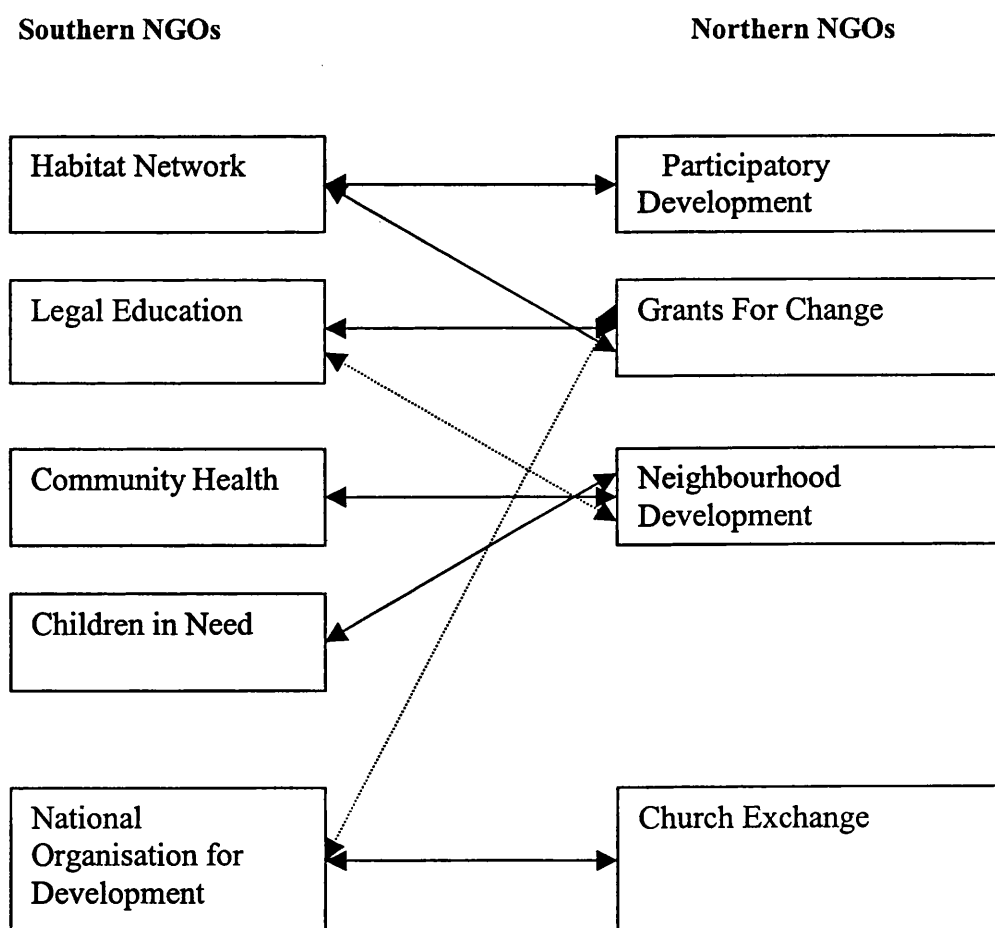 Southern NGOs
Northern NGOs
Habitat Network
Participatory
Development
Legal Education
Grants For Change
Community Health
Neighbourhood
Development
Children in Need
National
Organisation for
Development
Church Exchange